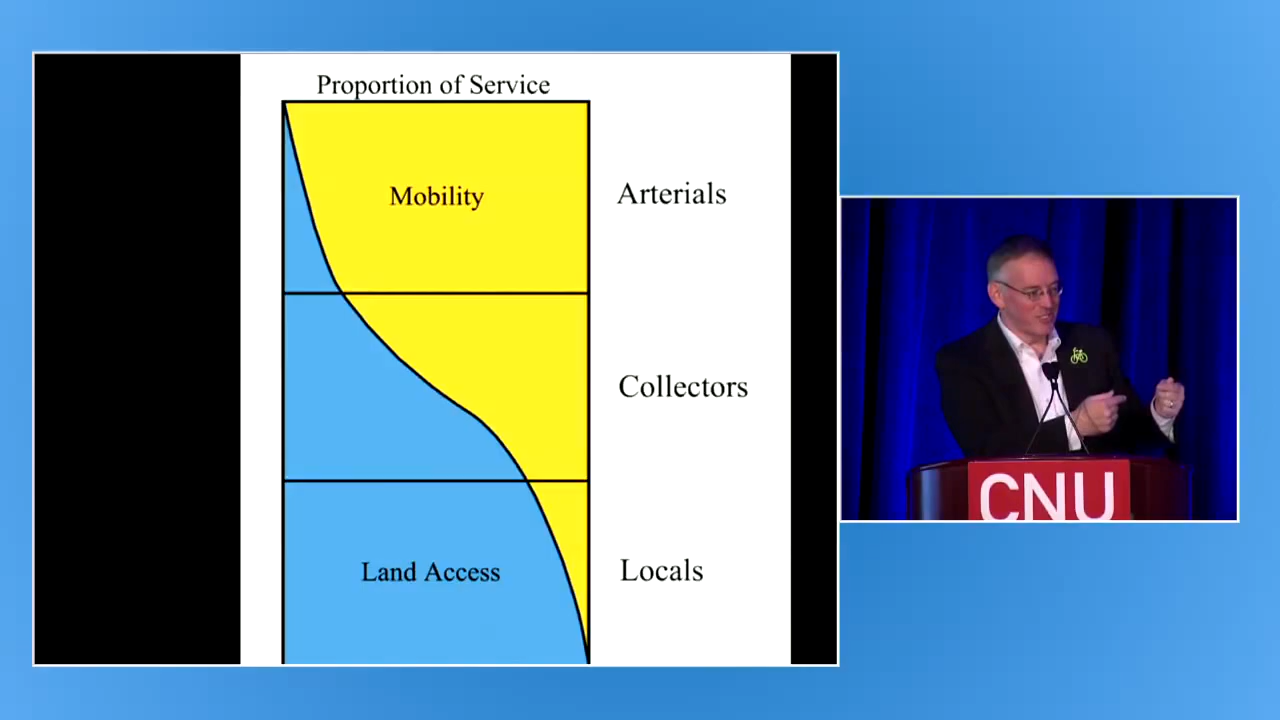 Proportion of Service
Mobility
Arterials
Collectors
Land Access
Locals
CNU